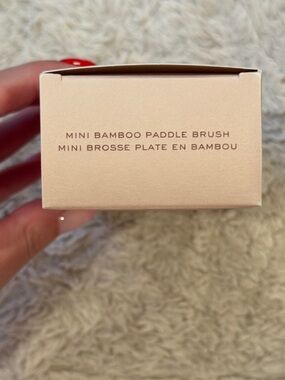 MINI BAMBOO PADDLE BRUSH
MINI BROSSE PLATE EN BAMBOU